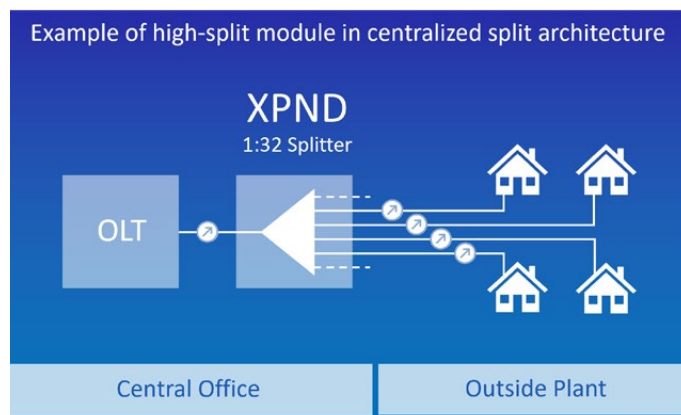 Example of high-split module in centralized split architecture
XPND
1:32 Splitter
OLT
Central Office
Outside Plant